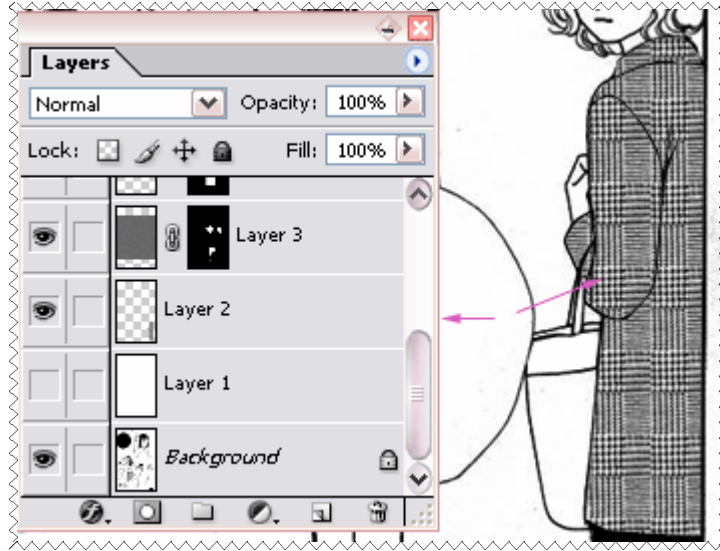 Layers
Normal Opacity: 100%
Lock: Fill: 100%
Layer 3
Layer 2
Layer 1
Background